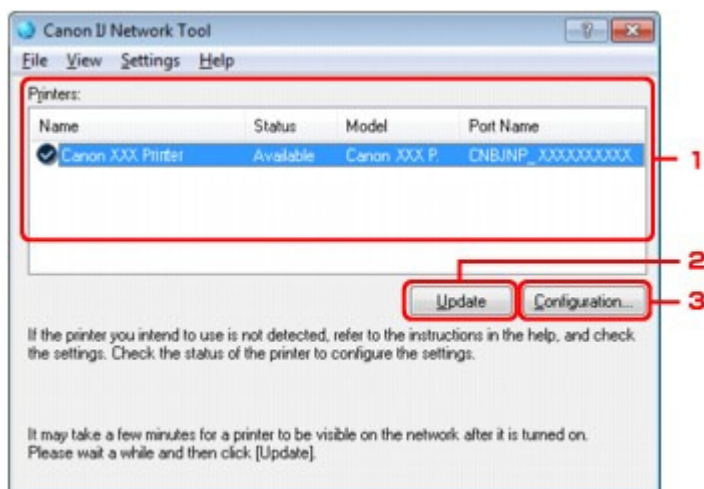 Canon IJ Network Tool
File View Settings Help
Printers:
Name Status Model Port Name
Canon XXX Printer Available Canon XXX P. CNBJNP_XXXXXXXXXX
1
2
Update Configuration... 3
If the printer you intend to use is not detected, refer to the instructions in the help, and check
the settings. Check the status of the printer to configure the settings.
It may take a few minutes for a printer to be visible on the network after it is turned on.
Please wait a while and then click [Update].